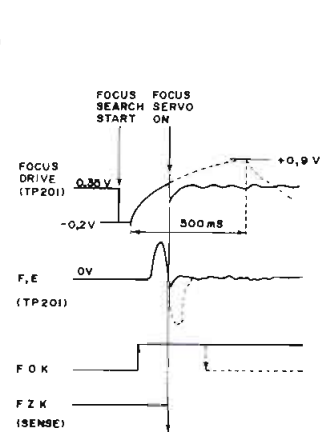 FOCUS FOCUS
SEARCH SERVO
START ON
FOCUS
DRIVE
(TP201)
+0,9V
0.35V
-0,2V
500mS
F,E
0V
(TP201)
FOK
FZK
(SENSE)